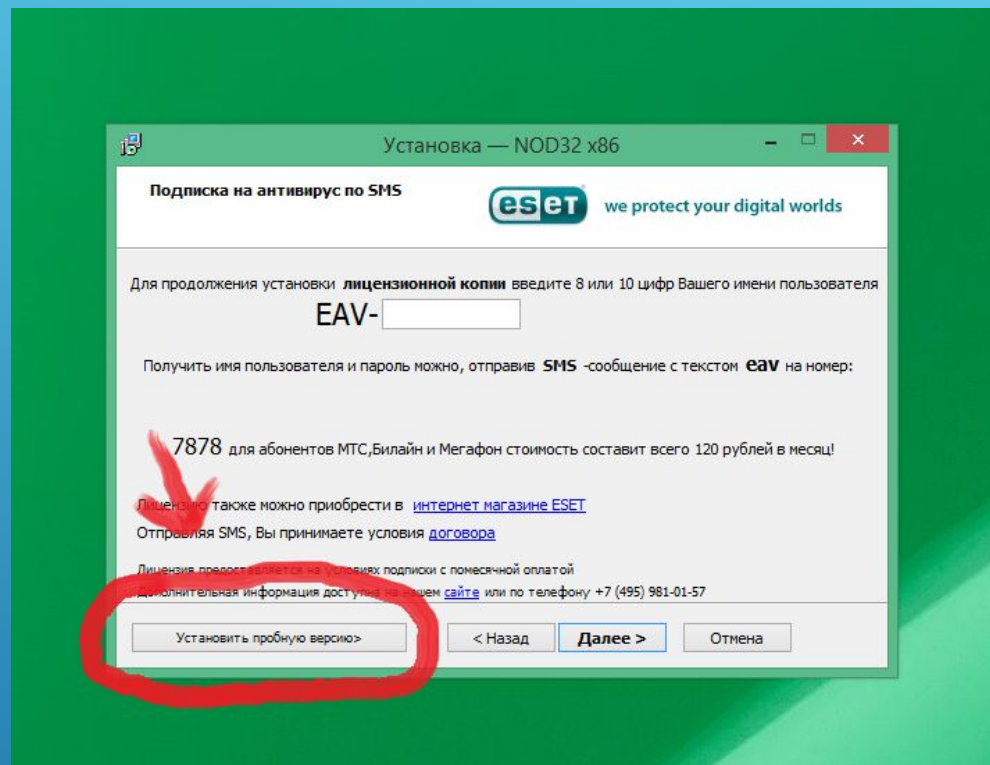 Установка — NOD32 x86
Подписка на антивирус по SMS
eset we protect your digital worlds
Для продолжения установки лицензионной копии введите 8 или 10 цифр Вашего имени пользователя
EAV-
Получить имя пользователя и пароль можно, отправив SMS -сообщение с текстом eav на номер:
7878 для абонентов МТС,Билайн и Мегафон стоимость составит всего 120 рублей в месяц!
Лицензию также можно приобрести в интернет магазине ESET
Отправляя SMS, Вы принимаете условия договора
Лицензия предоставляется на условиях подписки с помесячной оплатой
Дополнительная информация доступна на нашем сайте или по телефону +7 (495) 981-01-57
Установить пробную версию>
< Назад
Далее >
Отмена